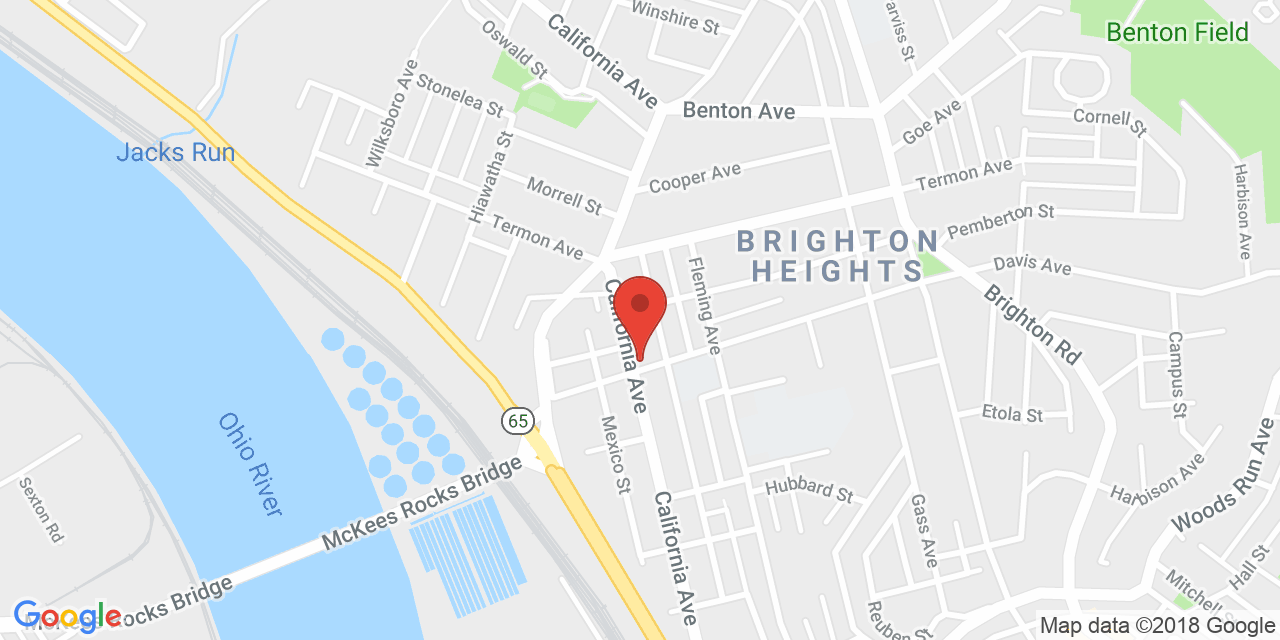 Winshire St
Parviss St
Benton Field
Oswald St
California Ave
Wilksboro Ave
Stonelea St
Benton Ave
Goe Ave
Cornell St
Jacks Run
Hiawatha St
Cooper Ave
Termon Ave
Harbison Ave
Morrell St
Pemberton St
Termon Ave
BRIGHTON
HEIGHTS
Fleming Ave
Davis Ave
California Ave
Brighton Rd
Campus St
65
Etola St
Ohio River
Mexico St
McKees Rocks Bridge
Hubbard St
Harbison Ave
Woods Run Ave
Sexton Rd
California Ave
Gass Ave
Hall St
Mitchell S
Rocks Bridge
Reuben St
Google
Map data ©2018 Google